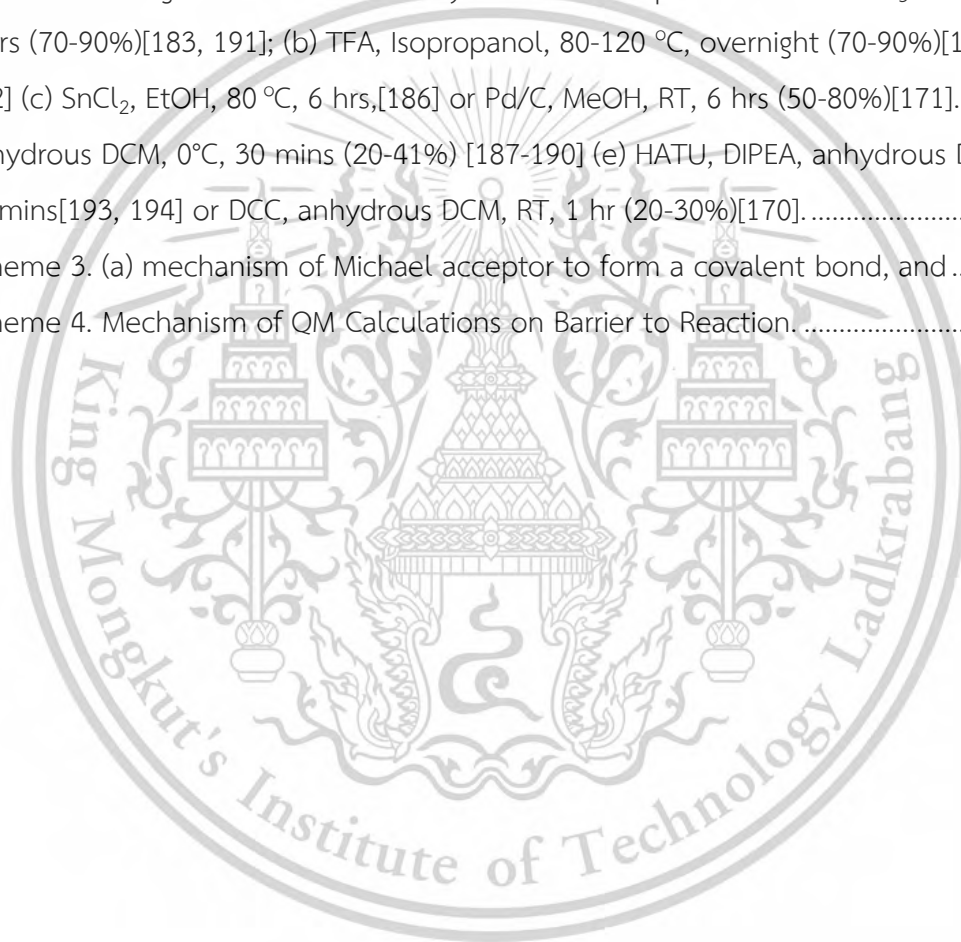 rs (70-90%)[183, 191]; (b) TFA, Isopropanol, 80-120 °C, overnight (70-90%)[1
2] (c) SnCl₂, EtOH, 80 °C, 6 hrs,[186] or Pd/C, MeOH, RT, 6 hrs (50-80%)[171].
hydrous DCM, 0°C, 30 mins (20-41%) [187-190] (e) HATU, DIPEA, anhydrous D
mins[193, 194] or DCC, anhydrous DCM, RT, 1 hr (20-30%)[170]. .....................
heme 3. (a) mechanism of Michael acceptor to form a covalent bond, and ..
heme 4. Mechanism of QM Calculations on Barrier to Reaction. ......................
King Mongkut's Institute of Technology Ladkrabang